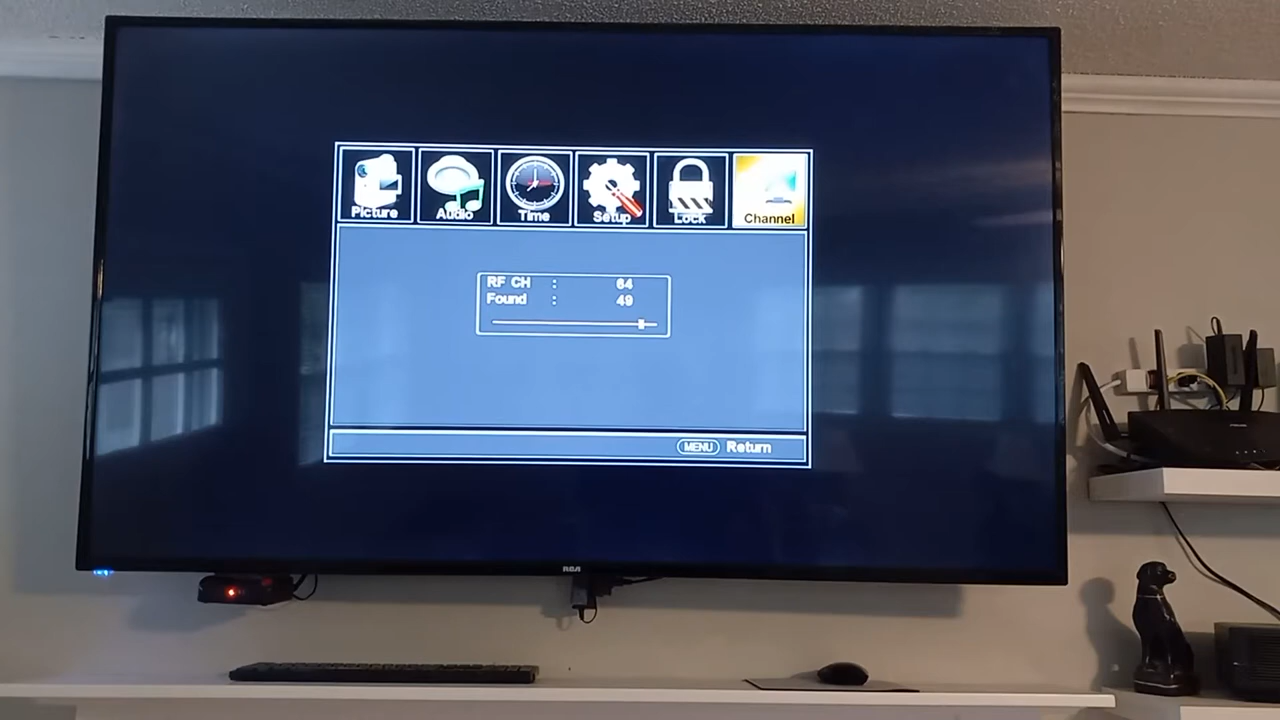 Picture Audio Time Setup Lock Channel
RF CH : 64
Found : 49
MENU Return
RCA